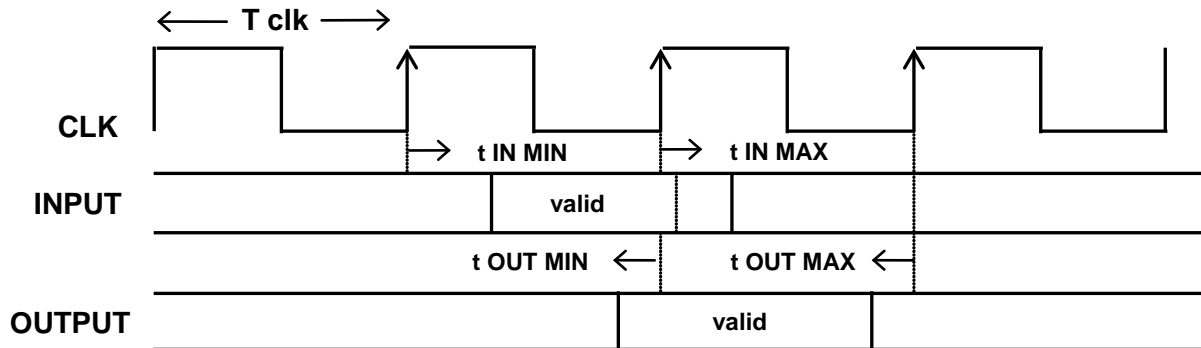 T clk
CLK
t IN MIN t IN MAX
INPUT valid
t OUT MIN t OUT MAX
OUTPUT valid